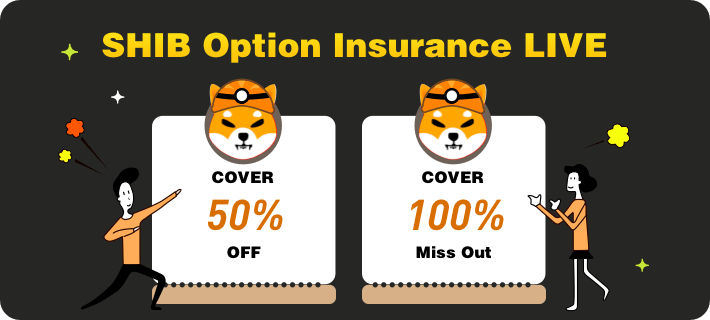 SHIB Option Insurance LIVE
COVER
50%
OFF
COVER
100%
Miss Out